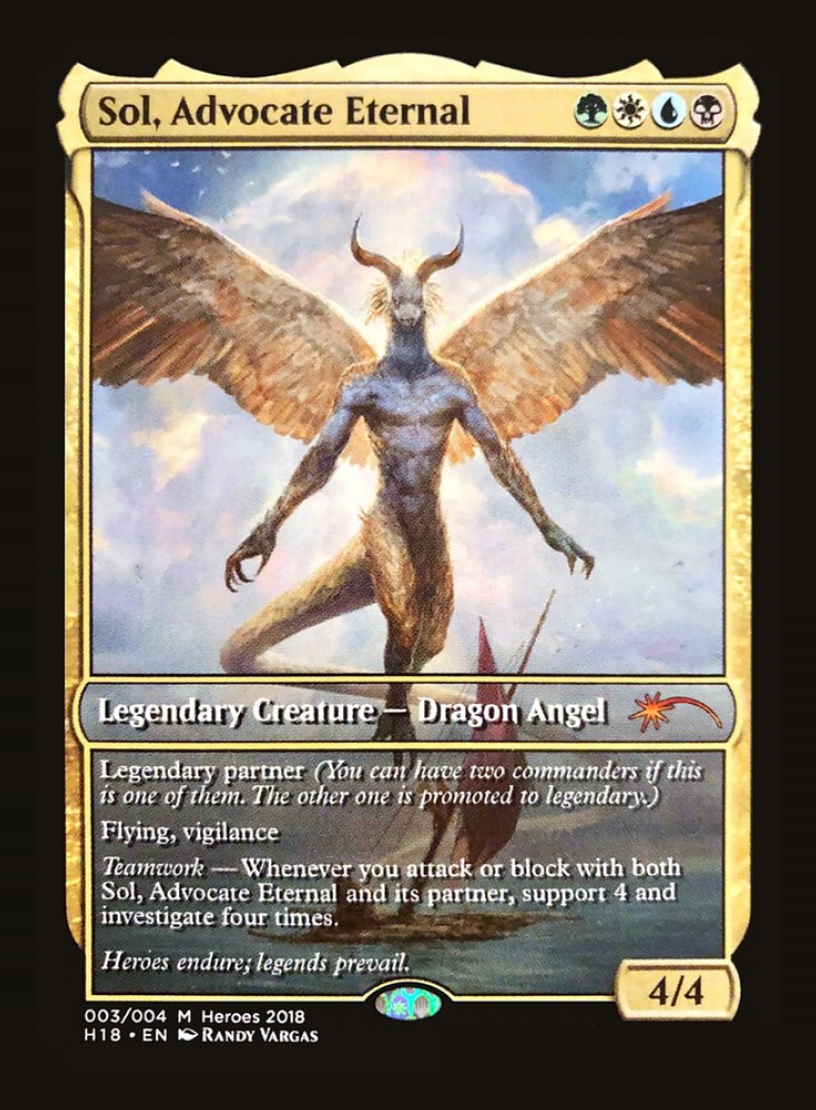 Sol, Advocate Eternal
Legendary Creature — Dragon Angel
Legendary partner (You can have two commanders if this
is one of them. The other one is promoted to legendary.)
Flying, vigilance
Teamwork — Whenever you attack or block with both
Sol, Advocate Eternal and its partner, support 4 and
investigate four times.
Heroes endure; legends prevail.
4/4
003/004 M Heroes 2018
H18 • EN RANDY VARGAS